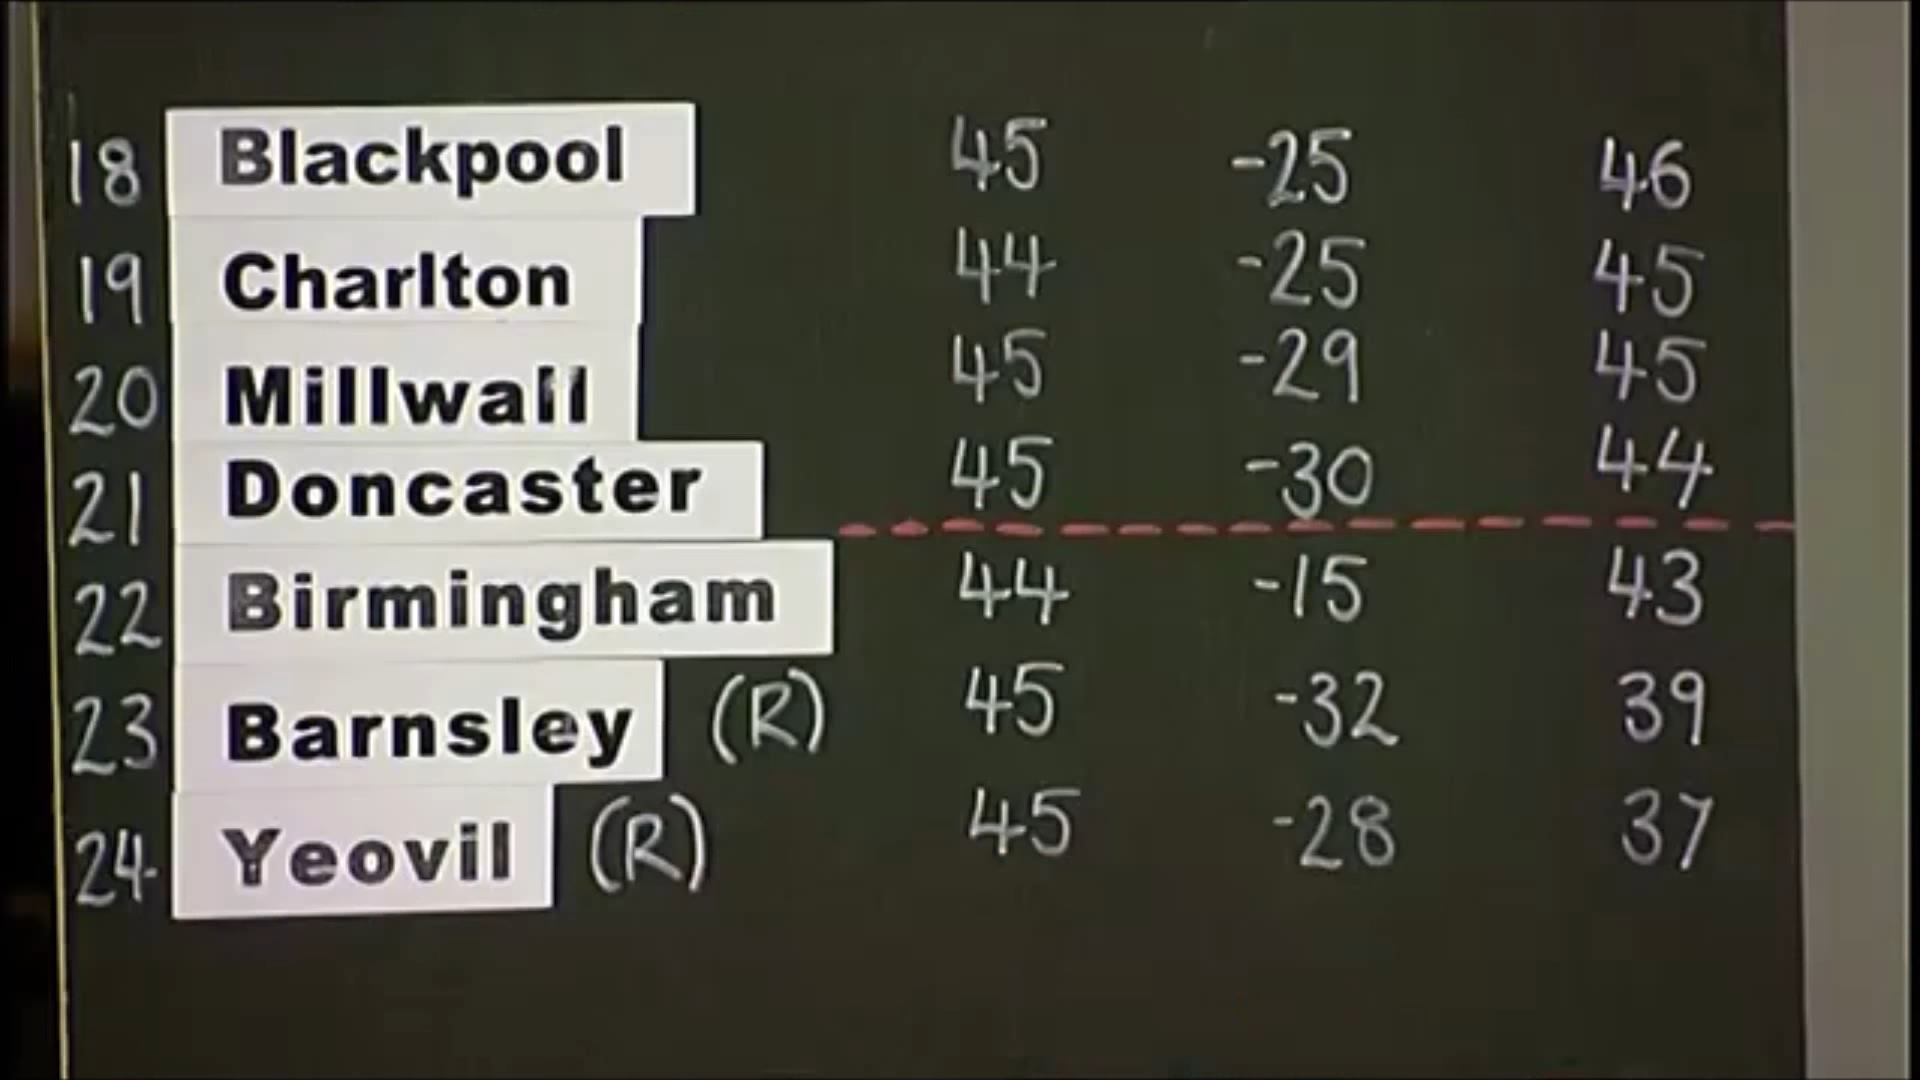 18 Blackpool 45 -25 46
19 Charlton 44 -25 45
20 Millwall 45 -29 45
21 Doncaster 45 -30 44
22 Birmingham 44 -15 43
23 Barnsley (R) 45 -32 39
24 Yeovil (R) 45 -28 37